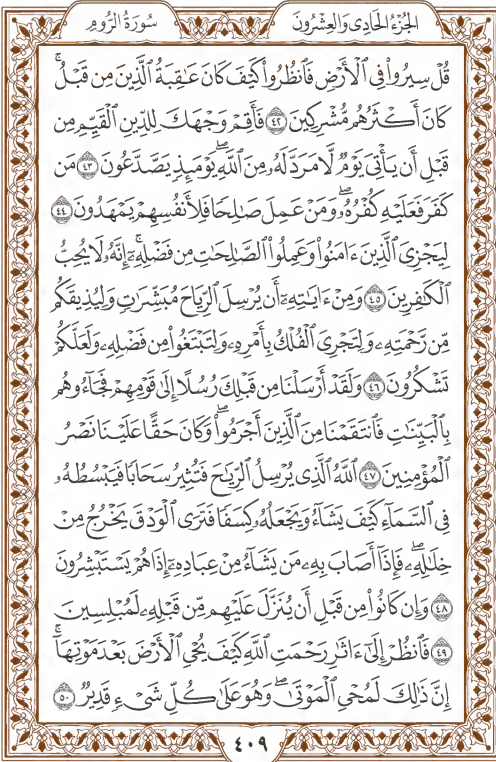 الجُزْءُ الحَادِى وَالعِشْرُونَ
سُورَةُ الرُّومِ
قُلْ سِيرُواْ فِى ٱلْأَرْضِ فَٱنظُرُواْ كَيْفَ كَانَ عَٰقِبَةُ ٱلَّذِينَ مِن قَبْلُۚ
كَانَ أَكْثَرُهُم مُّشْرِكِينَ ٤٢ فَأَقِمْ وَجْهَكَ لِلدِّينِ ٱلْقَيِّمِ مِن
قَبْلِ أَن يَأْتِىَ يَوْمٌ لَّا مَرَدَّ لَهُۥ مِنَ ٱللَّهِۖ يَوْمَئِذٍ يَصَّدَّعُونَ ٤٣ مَن
كَفَرَ فَعَلَيْهِ كُفْرُهُۥۖ وَمَنْ عَمِلَ صَٰلِحًا فَلِأَنفُسِهِمْ يَمْهَدُونَ ٤٤
لِيَجْزِىَ ٱلَّذِينَ ءَامَنُواْ وَعَمِلُواْ ٱلصَّٰلِحَٰتِ مِن فَضْلِهِۦٓۚ إِنَّهُۥ لَا يُحِبُّ
ٱلْكَٰفِرِينَ ٤٥ وَمِنْ ءَايَٰتِهِۦٓ أَن يُرْسِلَ ٱلرِّيَاحَ مُبَشِّرَٰتٍ وَلِيُذِيقَكُم
مِّن رَّحْمَتِهِۦ وَلِتَجْرِىَ ٱلْفُلْكُ بِأَمْرِهِۦ وَلِتَبْتَغُواْ مِن فَضْلِهِۦ وَلَعَلَّكُمْ
تَشْكُرُونَ ٤٦ وَلَقَدْ أَرْسَلْنَا مِن قَبْلِكَ رُسُلًا إِلَىٰ قَوْمِهِمْ فَجَآءُوهُم
بِٱلْبَيِّنَٰتِ فَٱنتَقَمْنَا مِنَ ٱلَّذِينَ أَجْرَمُواْۖ وَكَانَ حَقًّا عَلَيْنَا نَصْرُ
ٱلْمُؤْمِنِينَ ٤٧ ٱللَّهُ ٱلَّذِى يُرْسِلُ ٱلرِّيَٰحَ فَتُثِيرُ سَحَابًا فَيَبْسُطُهُۥ
فِى ٱلسَّمَآءِ كَيْفَ يَشَآءُ وَيَجْعَلُهُۥ كِسَفًا فَتَرَى ٱلْوَدْقَ يَخْرُجُ مِنْ
خِلَٰلِهِۦۖ فَإِذَآ أَصَابَ بِهِۦ مَن يَشَآءُ مِنْ عِبَادِهِۦٓ إِذَا هُمْ يَسْتَبْشِرُونَ
٤٨ وَإِن كَانُواْ مِن قَبْلِ أَن يُنَزَّلَ عَلَيْهِم مِّن قَبْلِهِۦ لَمُبْلِسِينَ
٤٩ فَٱنظُرْ إِلَىٰٓ ءَاثَٰرِ رَحْمَتِ ٱللَّهِ كَيْفَ يُحْىِ ٱلْأَرْضَ بَعْدَ مَوْتِهَآۚ
إِنَّ ذَٰلِكَ لَمُحْىِ ٱلْمَوْتَىٰۖ وَهُوَ عَلَىٰ كُلِّ شَىْءٍ قَدِيرٌ ٥٠
٤٠٩